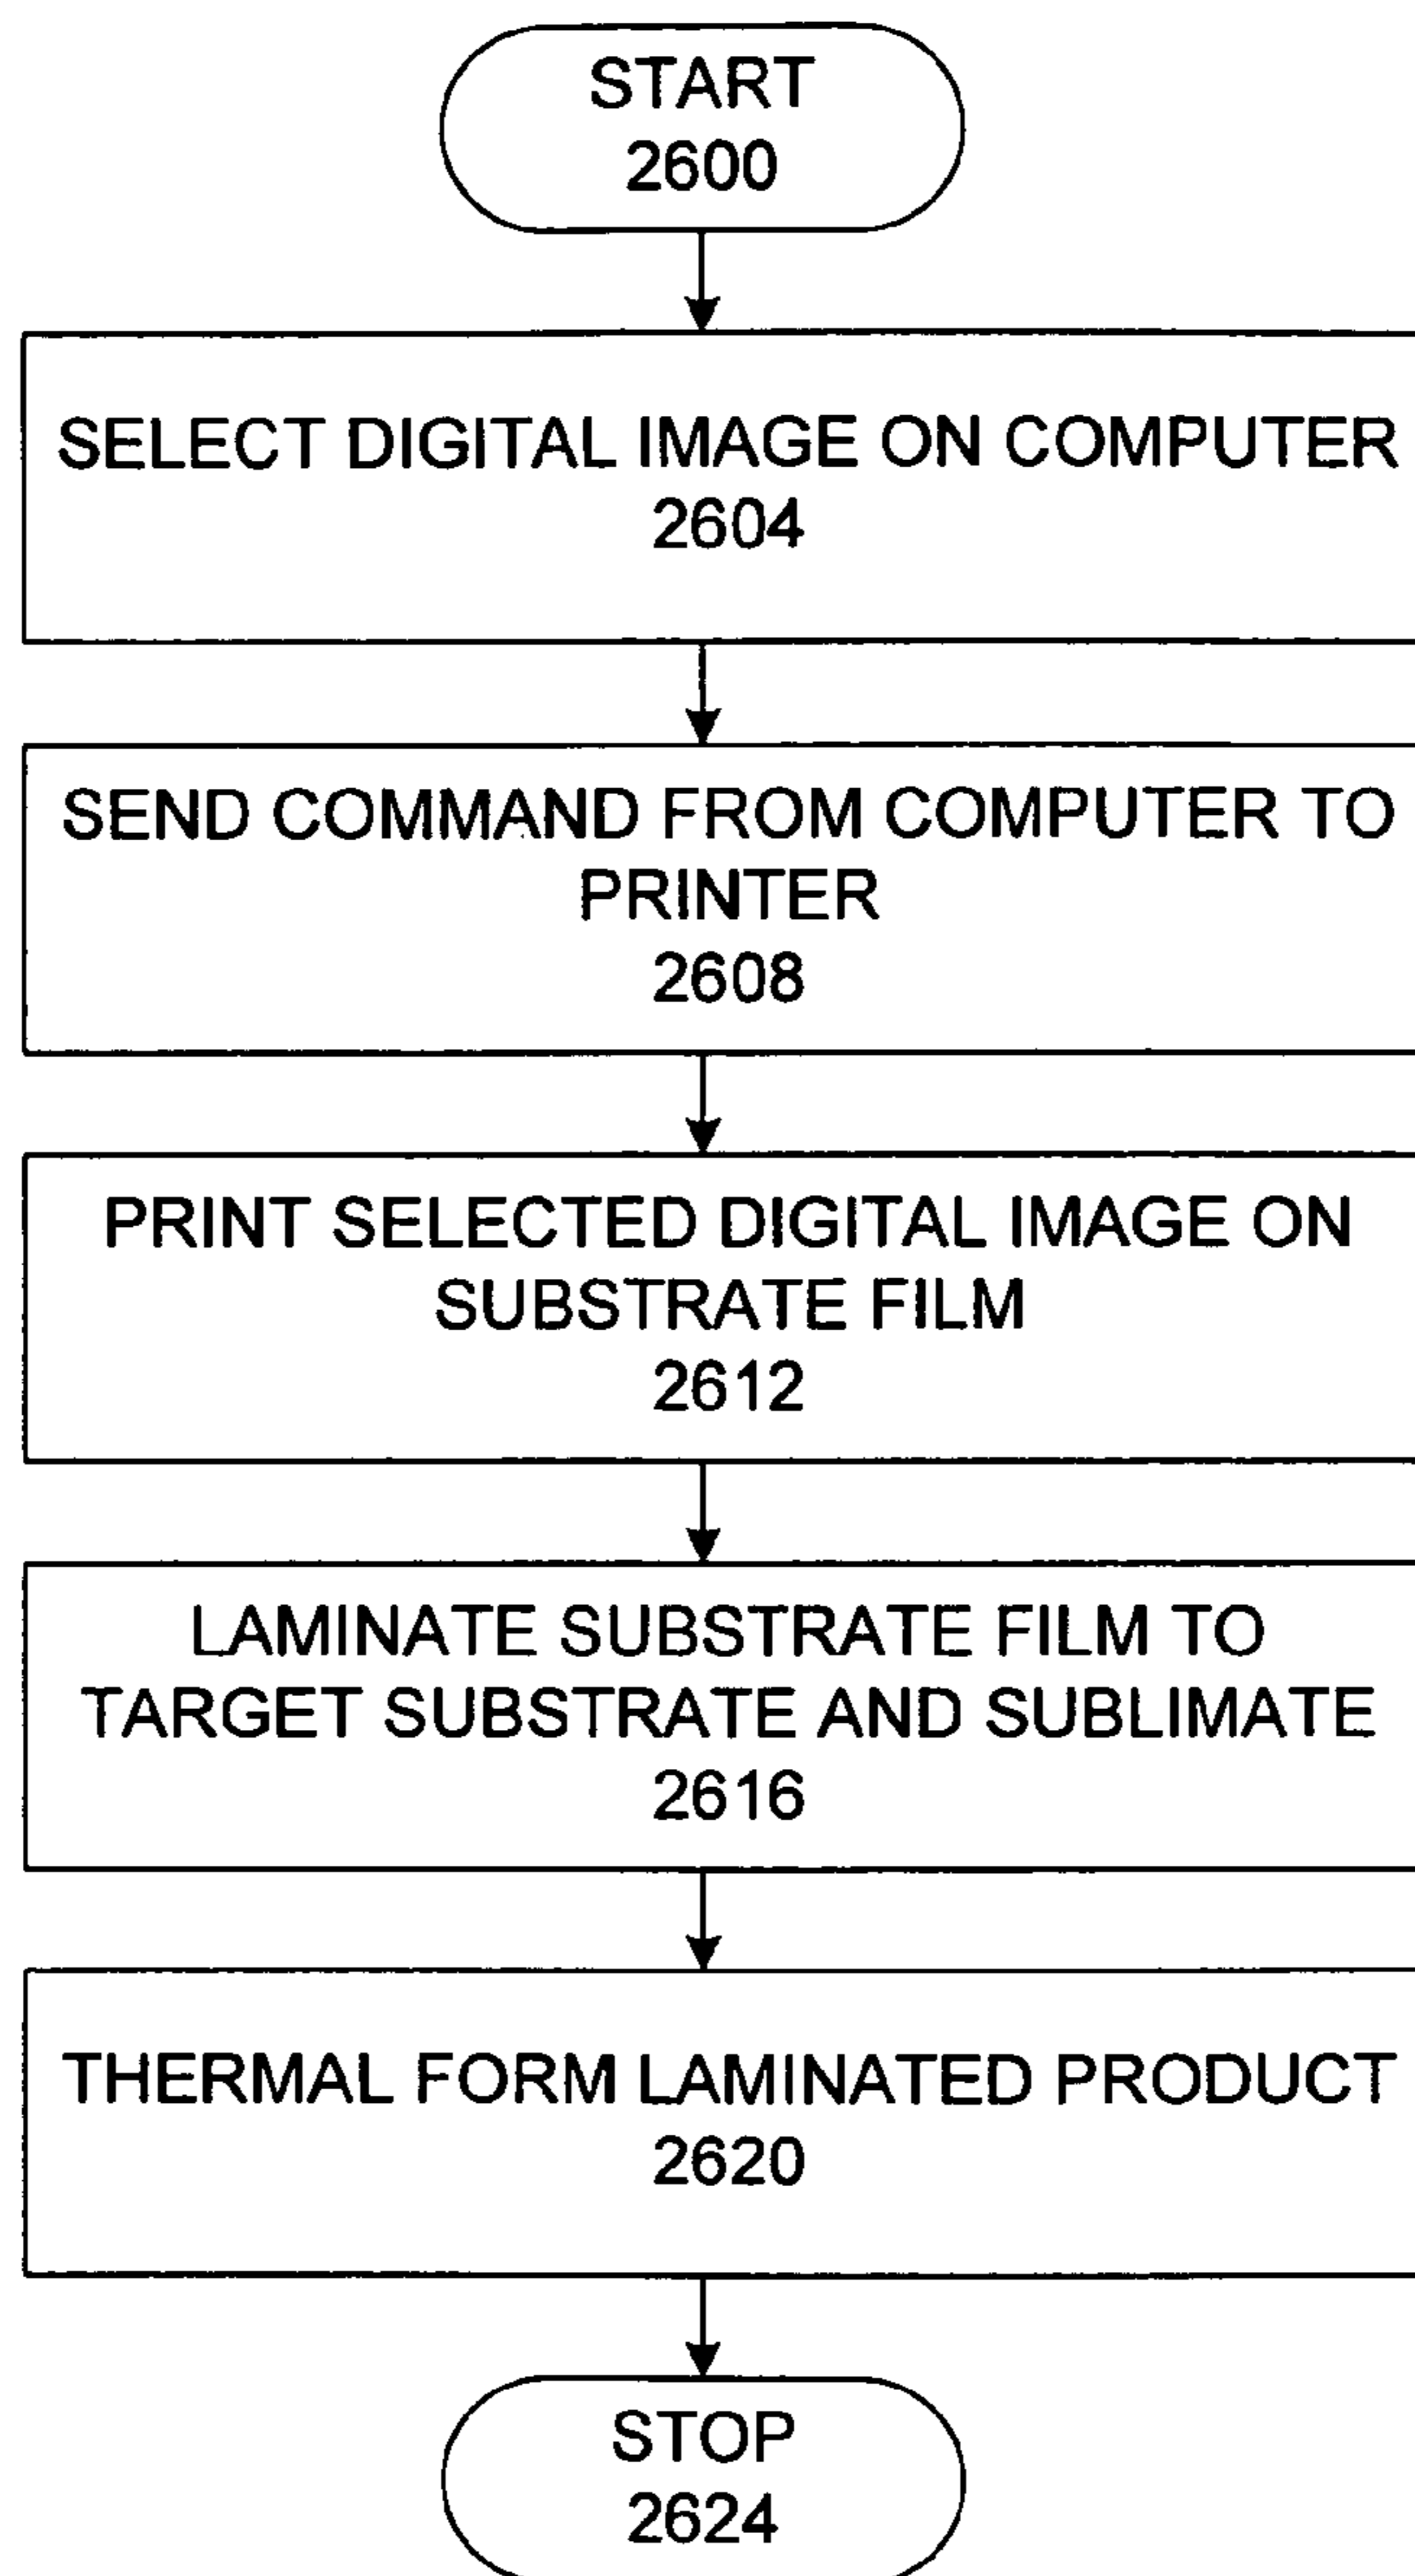 START
2600
SELECT DIGITAL IMAGE ON COMPUTER
2604
SEND COMMAND FROM COMPUTER TO
PRINTER
2608
PRINT SELECTED DIGITAL IMAGE ON
SUBSTRATE FILM
2612
LAMINATE SUBSTRATE FILM TO
TARGET SUBSTRATE AND SUBLIMATE
2616
THERMAL FORM LAMINATED PRODUCT
2620
STOP
2624